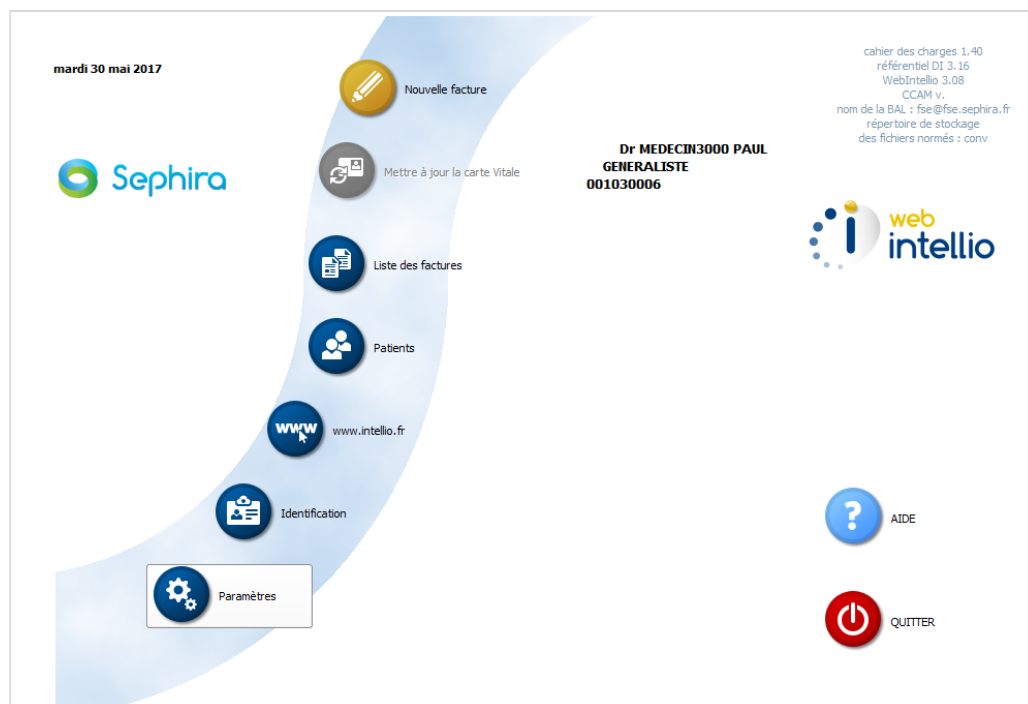 mardi 30 mai 2017
cahier des charges 1.40
référentiel DI 3.16
WebIntellio 3.08
CCAM v.
nom de la BAL : fse@fse.sephira.fr
répertoire de stockage
des fichiers normés : conv
Nouvelle facture
Sephira
Mettre à jour la carte Vitale
Dr MEDECIN3000 PAUL
GENERALISTE
001030006
web
intellio
Liste des factures
Patients
www
www.intellio.fr
Identification
? AIDE
Paramètres
QUITTER